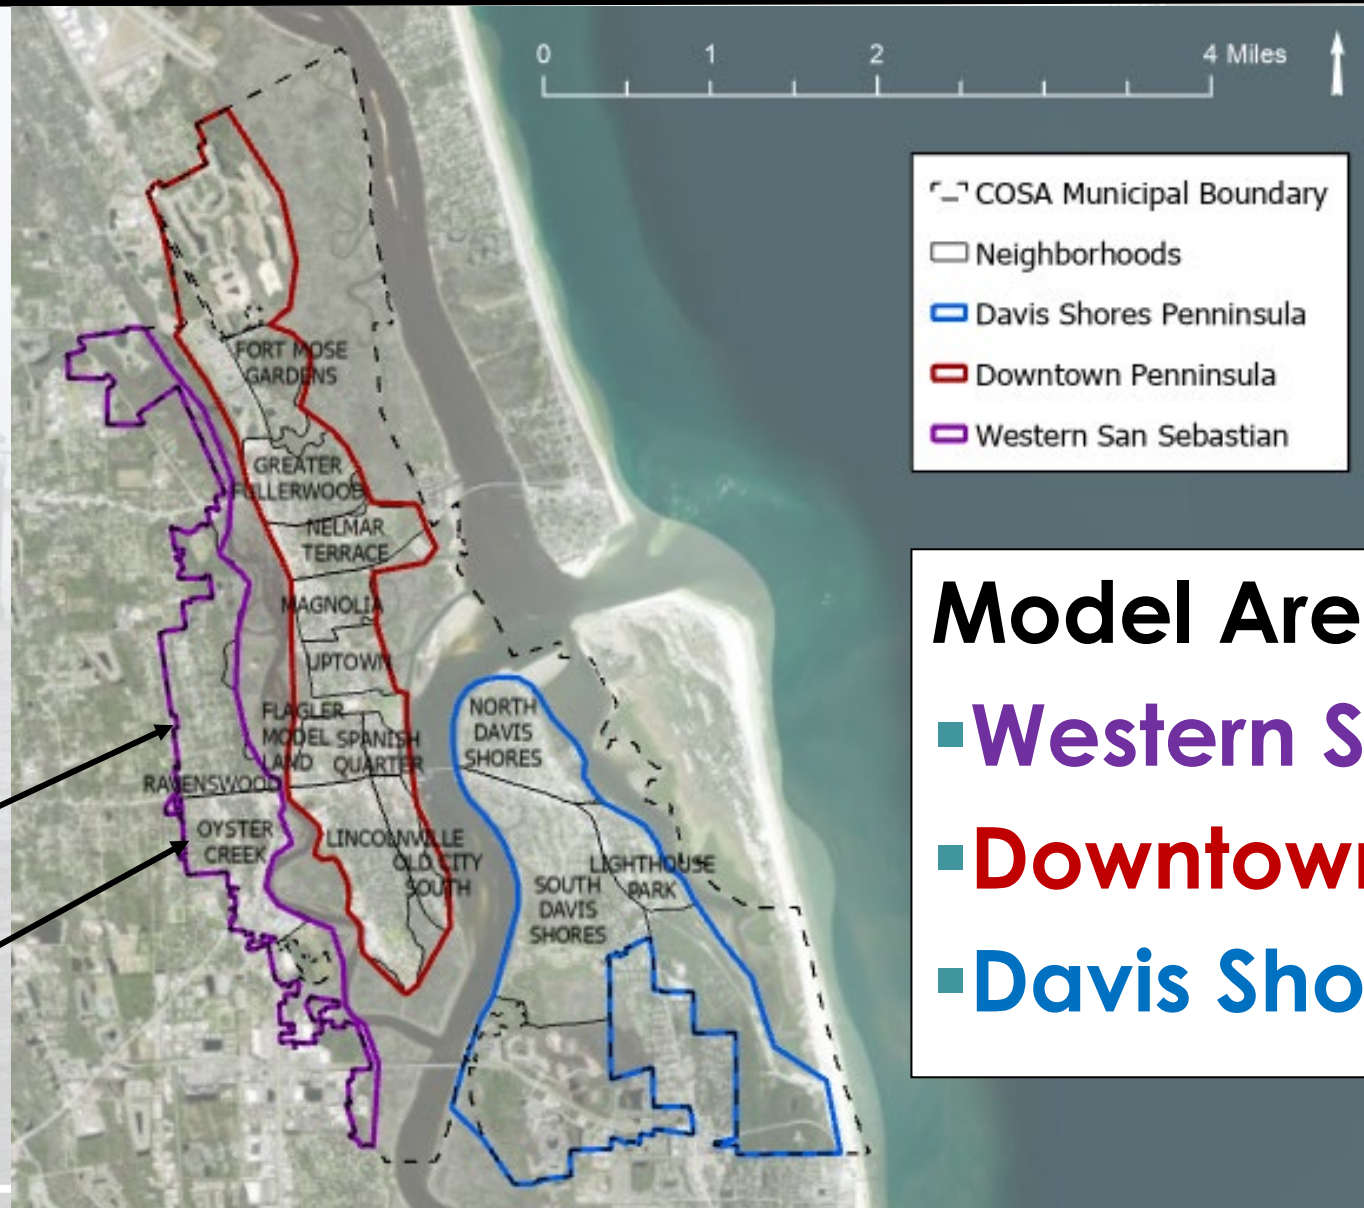 0 1 2 4 Miles
COSA Municipal Boundary
Neighborhoods
Davis Shores Penninsula
Downtown Penninsula
Western San Sebastian
FORT MOSE
GARDENS
GREATER
FULLERWOOD
NELMAR
TERRACE
MAGNOLIA
UPTOWN
FLAGLER
MODEL
LAND
SPANISH
QUARTER
NORTH
DAVIS
SHORES
RAVENSWOOD
OYSTER
CREEK
LINCOLNVILLE
OLD CITY
SOUTH
LIGHTHOUSE
PARK
SOUTH
DAVIS
SHORES
Model Are
▪Western S
▪Downtown
▪Davis Sho